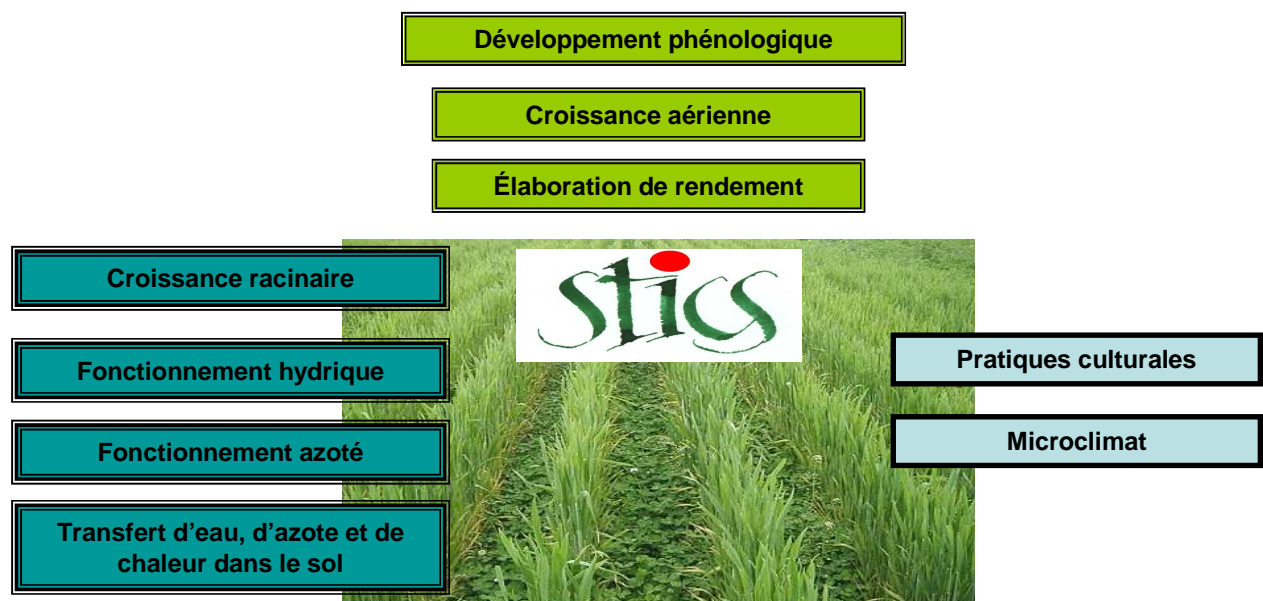 Développement phénologique
Croissance aérienne
Élaboration de rendement
stics
Croissance racinaire
Fonctionnement hydrique
Fonctionnement azoté
Transfert d'eau, d'azote et de
chaleur dans le sol
Pratiques culturales
Microclimat